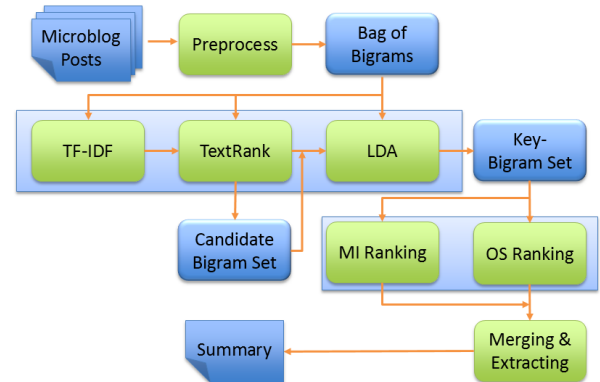 Microblog
Posts
Preprocess
Bag of
Bigrams
TF-IDF
TextRank
LDA
Key-
Bigram Set
Candidate
Bigram Set
MI Ranking
OS Ranking
Summary
Merging &
Extracting